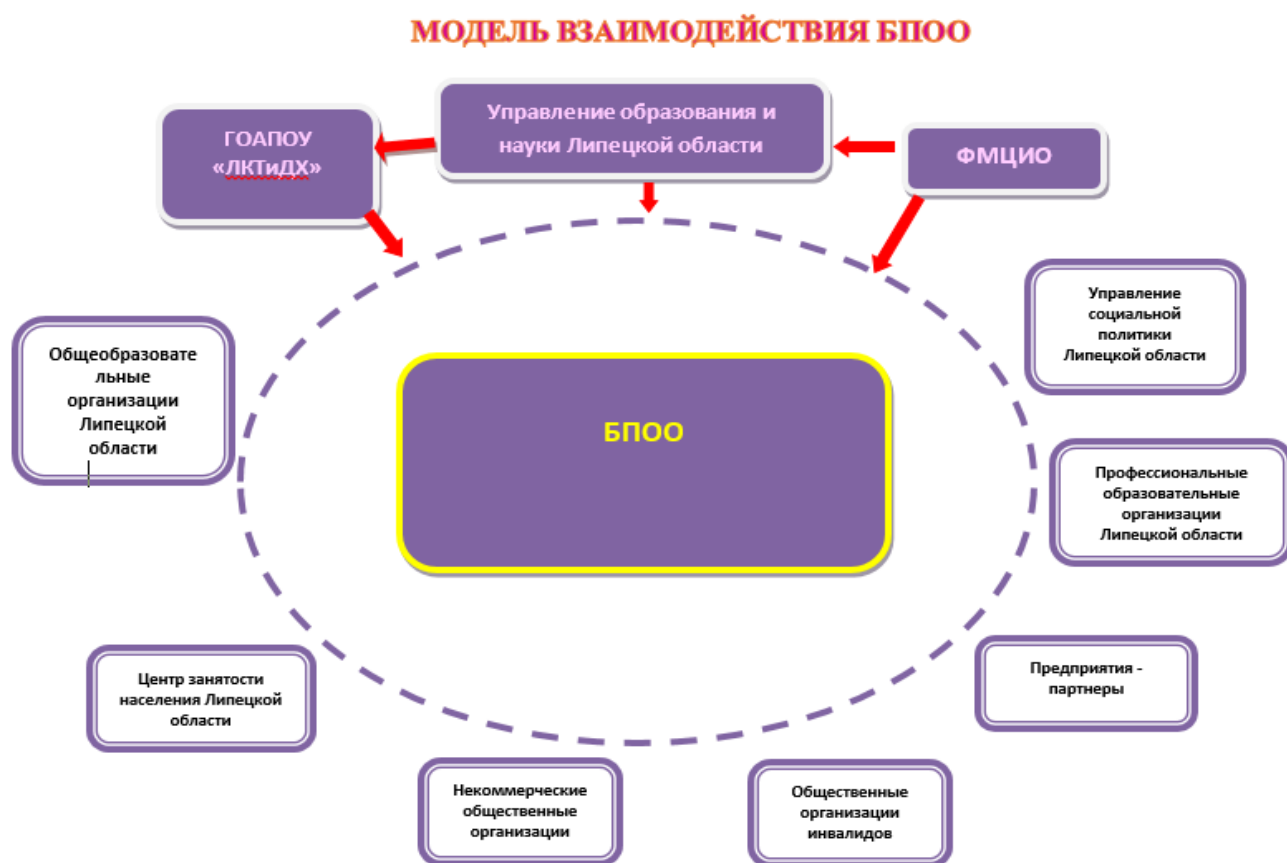 МОДЕЛЬ ВЗАИМОДЕЙСТВИЯ БПОО
ГОАПОУ
«ЛКТиДХ»
Управление образования и
науки Липецкой области
ФМЦИО
Управление
социальной
политики
Липецкой области
Общеобразовате
льные
организации
Липецкой
области
БПОО
Профессиональные
образовательные
организации
Липецкой области
Центр занятости
населения Липецкой
области
Предприятия -
партнеры
Некоммерческие
общественные
организации
Общественные
организации
инвалидов